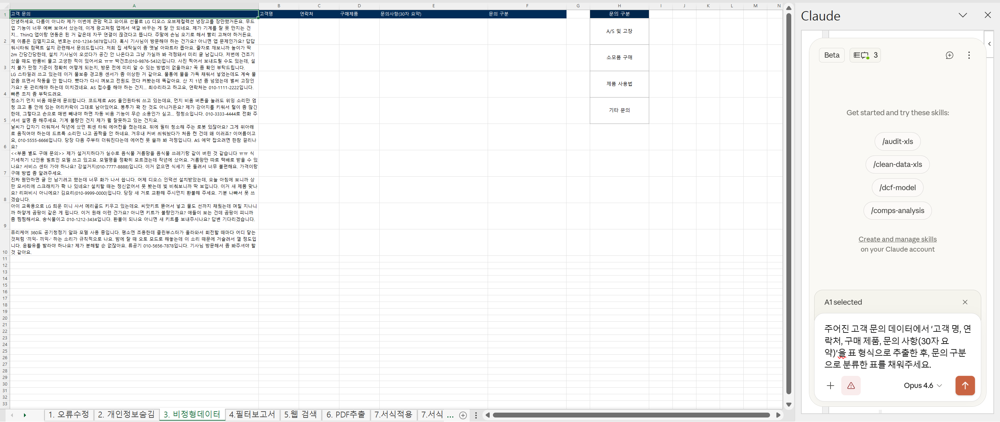 A B C D E F G H I J K L M N
1 고객 문의 고객명 연락처 구매제품 문의사항(30자 요약) 문의 구분 문의 구분
안녕하세요, 다름이 아니라 제가 이번에 큰맘 먹고 와이프 선물로 LG 디오스 오브제컬렉션 냉장고를 장만했거든요. 무드
업 기능이 너무 예뻐 보여서 샀는데, 이게 광고처럼 앱에서 색깔 바꾸는 게 잘 안 되네요. 제가 기계를 잘 못 만지는 건
지... ThinQ 앱이랑 연동은 된 거 같은데 자꾸 연결이 끊겼다고 뜹니다. 주말에 손님 오기로 해서 빨리 고쳐야 하거든요.
2 제 이름은 김엘지고요, 번호는 010-1234-5678입니다. 혹시 기사님이 방문해야 하는 건가요? 아니면 앱 문제인가요? 답답
A/S 및 고장
워시타워 컴팩트 설치 관련해서 문의드립니다. 저희 집 세탁실이 좀 옛날 아파트라 좁아요. 줄자로 재보니까 높이가 딱
2m 간당간당한데, 설치 기사님이 오셨다가 공간 안 나온다고 그냥 가실까 봐 걱정돼서 미리 글 남깁니다. 저번에 건조기
샀을 때도 반품비 물고 고생한 적이 있어서요 ㅠㅠ 박건조(010-9876-5432)입니다. 사진 찍어서 보내드릴 수도 있는데, 설
3 치 불가 판정 기준이 정확히 어떻게 되는지, 방문 전에 미리 알 수 있는 방법이 없을까요? 꼭 좀 확인 부탁드립니다.
소모품 구매
LG 스타일러 쓰고 있는데 이거 물보충 경고등 센서가 좀 이상한 거 같아요. 물통에 물을 가득 채워서 넣었는데도 계속 물
없음 뜨면서 작동을 안 합니다. 뺐다가 다시 껴보고 전원도 껐다 켜봤는데 똑같아요. 산 지 1년 좀 넘었는데 벌써 고장인
가요? 옷 관리해야 하는데 미치겠네요. AS 접수를 해야 하는 건지... 최수리라고 하고요, 연락처는 010-1111-2222입니다.
4 빠른 조치 좀 부탁드려요.
제품 사용법
청소기 먼지 비움 때문에 문의합니다. 코드제로 A9S 올인원타워 쓰고 있는데요, 먼지 비움 버튼을 눌러도 위잉 소리만 엄
청 크고 통 안에 있는 머리카락이 그대로 남아있어요. 봉투가 꽉 찬 것도 아니거든요? 제가 강아지를 키워서 털이 좀 많긴
한데, 그렇다고 손으로 매번 빼내야 하면 자동 비움 기능이 무슨 소용인가 싶고... 정청소입니다. 010-3333-4444로 전화 주
5 셔서 설명 좀 해주세요. 기계 불량인 건지 제가 뭘 잘못하고 있는 건지요.
기타 문의
날씨가 갑자기 더워져서 작년에 샀던 휘센 타워 에어컨을 켰는데요. 뒤에 필터 청소해 주는 로봇 있잖아요? 그게 위아래
로 움직여야 하는데 드르륵 소리만 나고 꼼짝을 안 하네요. 겨우내 커버 씌워놨다가 처음 켠 건데 왜 이러죠? 이여름이고
요, 010-5555-6666입니다. 당장 다음 주부터 더워진다는데 에어컨 못 쓸까 봐 걱정입니다. AS 예약 잡으려면 한참 걸리나
6 요?
<<부품 별도 구매 문의>> 제가 설거지하다가 실수로 음식물 거름망을 음식물 쓰레기랑 같이 버린 것 같습니다 ㅠㅠ 식
기세척기 12인용 빌트인 모델 쓰고 있고요. 모델명을 정확히 모르겠는데 작년에 샀어요. 거름망만 따로 택배로 받을 수 있
나요? 서비스 센터 가야 하나요? 강설거지(010-7777-8888)입니다. 이거 없으면 식세기 못 돌려서 너무 불편해요. 가격이랑
7 구매 방법 좀 알려주세요.
진짜 웬만하면 글 안 남기려고 했는데 너무 화가 나서 씁니다. 어제 디오스 인덕션 설치받았는데, 오늘 아침에 보니까 상
판 모서리에 스크래치가 쫙 나 있네요? 설치할 때는 정신없어서 못 봤는데 빛 비춰보니까 딱 보입니다. 이거 새 제품 맞나
요? 리퍼비시 아니에요? 김요리(010-9999-0000)입니다. 당장 새 거로 교환해 주시던지 환불해 주세요. 기분 나빠서 못 쓰
8 겠습니다.
아이 교육용으로 LG 틔운 미니 사서 메리골드 키우고 있는데요. 씨앗키트 뜯어서 넣고 물도 선까지 채웠는데 며칠 지나니
까 하얗게 곰팡이 같은 게 핍니다. 이거 원래 이런 건가요? 아니면 키트가 불량인가요? 애들이 보는 건데 곰팡이 피니까
좀 찜찜해서요. 송식물이고 010-1212-3434입니다. 환불이 되나요 아니면 새 키트를 보내주시나요? 답변 기다리겠습니다.
9
퓨리케어 360도 공기청정기 알파 모델 사용 중입니다. 평소엔 조용한데 클린부스터가 올라와서 회전할 때마다 어디 닿는
것처럼 '끼익- 끼익-' 하는 소리가 규칙적으로 나요. 밤에 잘 때 오토 모드로 해놓는데 이 소리 때문에 거슬려서 깰 정도입
니다. 윤활유를 발라야 하나요? 제가 분해할 순 없잖아요. 류공기 010-5656-7878입니다. 기사님 방문해서 좀 봐주셔야 할
10 것 같아요.
11
12
13
14
15
16
17
18
19
20
21
22
23
24
25
26
27
28
29
30
31
32
33
1. 오류수정 2. 개인정보숨김 3. 비정형데이터 4.필터보고서 5.웹 검색 6. PDF추출 7.서식적용 7.서식 ...
Claude
Beta 3
Get started and try these skills:
/audit-xls
/clean-data-xls
/dcf-model
/comps-analysis
Create and manage skills
on your Claude account
A1 selected
주어진 고객 문의 데이터에서 '고객 명, 연
락처, 구매 제품, 문의 사항(30자 요
약)'을 표 형식으로 추출한 후, 문의 구분
으로 분류한 표를 채워주세요.
Opus 4.6